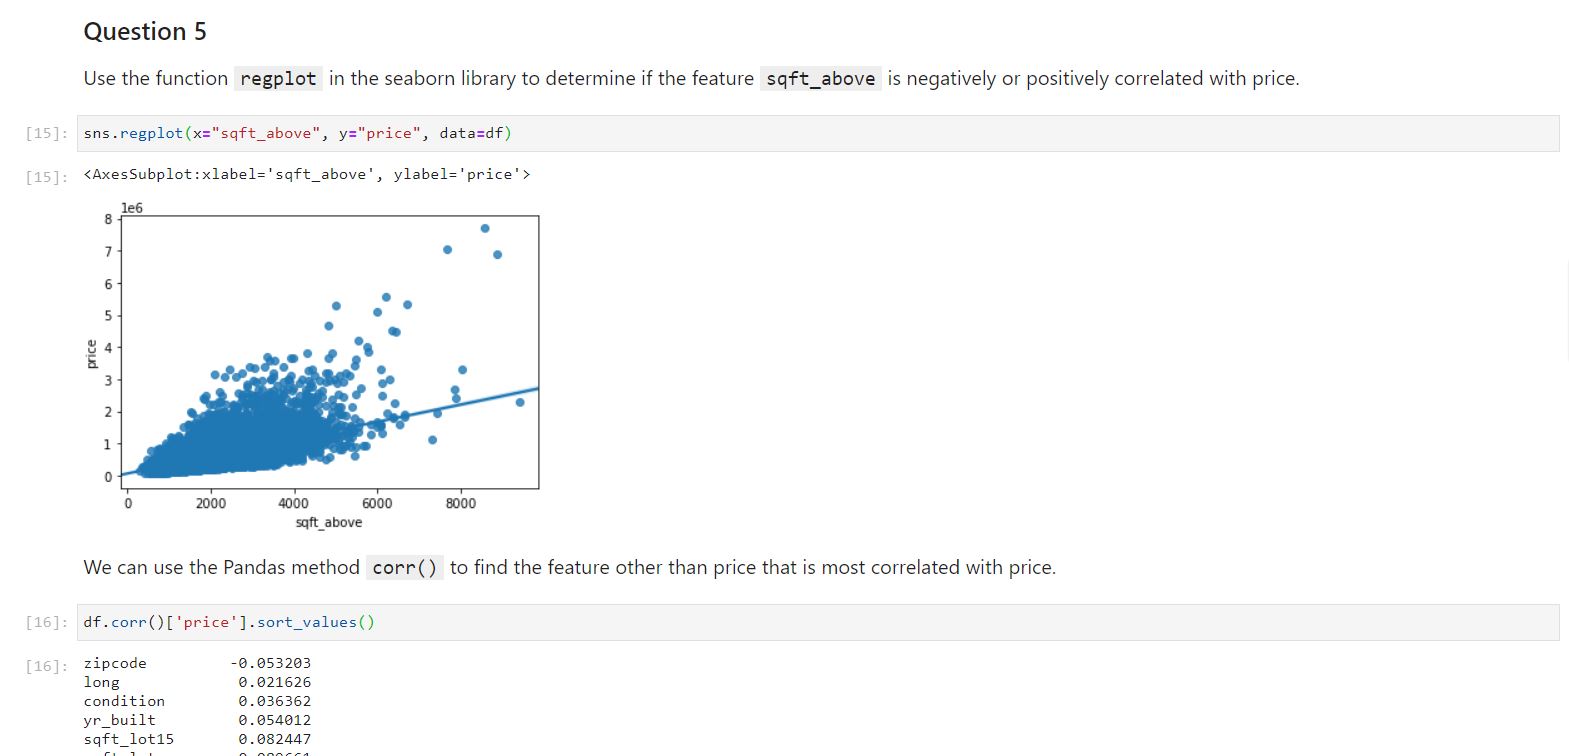 Question 5
Use the function regplot in the seaborn library to determine if the feature sqft_above is negatively or positively correlated with price.
[15]: sns.regplot(x="sqft_above", y="price", data=df)
[15]: <AxesSubplot:xlabel='sqft_above', ylabel='price'>
1e6
8
7
6
5
4
3
2
1
0
price
0 2000 4000 6000 8000
sqft_above
We can use the Pandas method corr() to find the feature other than price that is most correlated with price.
[16]: df.corr()['price'].sort_values()
[16]: zipcode -0.053203
long 0.021626
condition 0.036362
yr_built 0.054012
sqft_lot15 0.082447